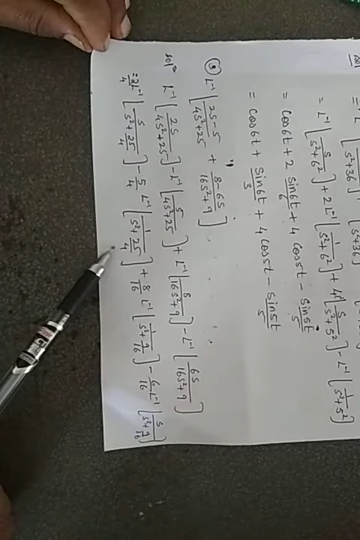 = L⁻¹[s/(s²+6²)] + 2L⁻¹[1/(s²+6²)] + 4L⁻¹[s/(s²+5²)] - L⁻¹[1/(s²+5²)]
= cos6t + 2 sin6t/6 + 4 cos5t - sin5t/5
= cos6t + sin6t/3 + 4 cos5t - sin5t/5
L⁻¹[(2s-5)/(4s²+25) + (8-6s)/(16s²+9)]
solⁿ L⁻¹[2s/(4s²+25)] - L⁻¹[5/(4s²+25)] + L⁻¹[8/(16s²+9)] - L⁻¹[6s/(16s²+9)]
= 2/4 L⁻¹[s/(s²+25/4)] - 5/4 L⁻¹[1/(s²+25/4)] + 8/16 L⁻¹[1/(s²+9/16)] - 6/16 L⁻¹[s/(s²+9/16)]